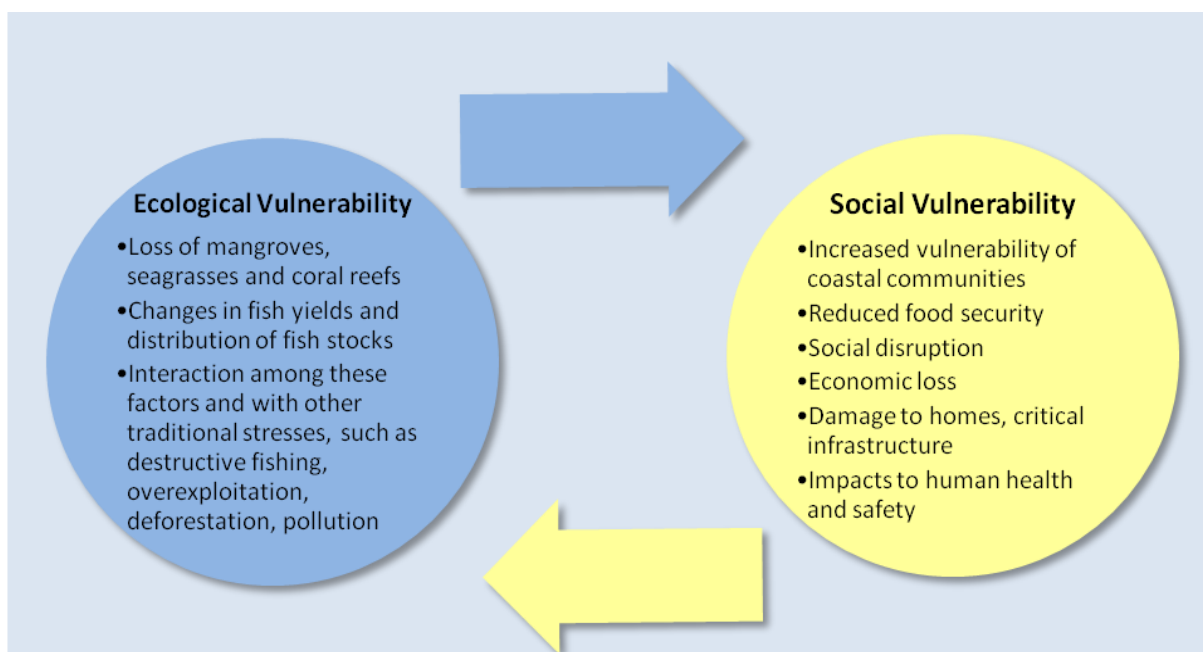 Ecological Vulnerability
•Loss of mangroves,
seagrasses and coral reefs
•Changes in fish yields and
distribution of fish stocks
•Interaction among these
factors and with other
traditional stresses, such as
destructive fishing,
overexploitation,
deforestation, pollution
Social Vulnerability
•Increased vulnerability of
coastal communities
•Reduced food security
•Social disruption
•Economic loss
•Damage to homes, critical
infrastructure
•Impacts to human health
and safety